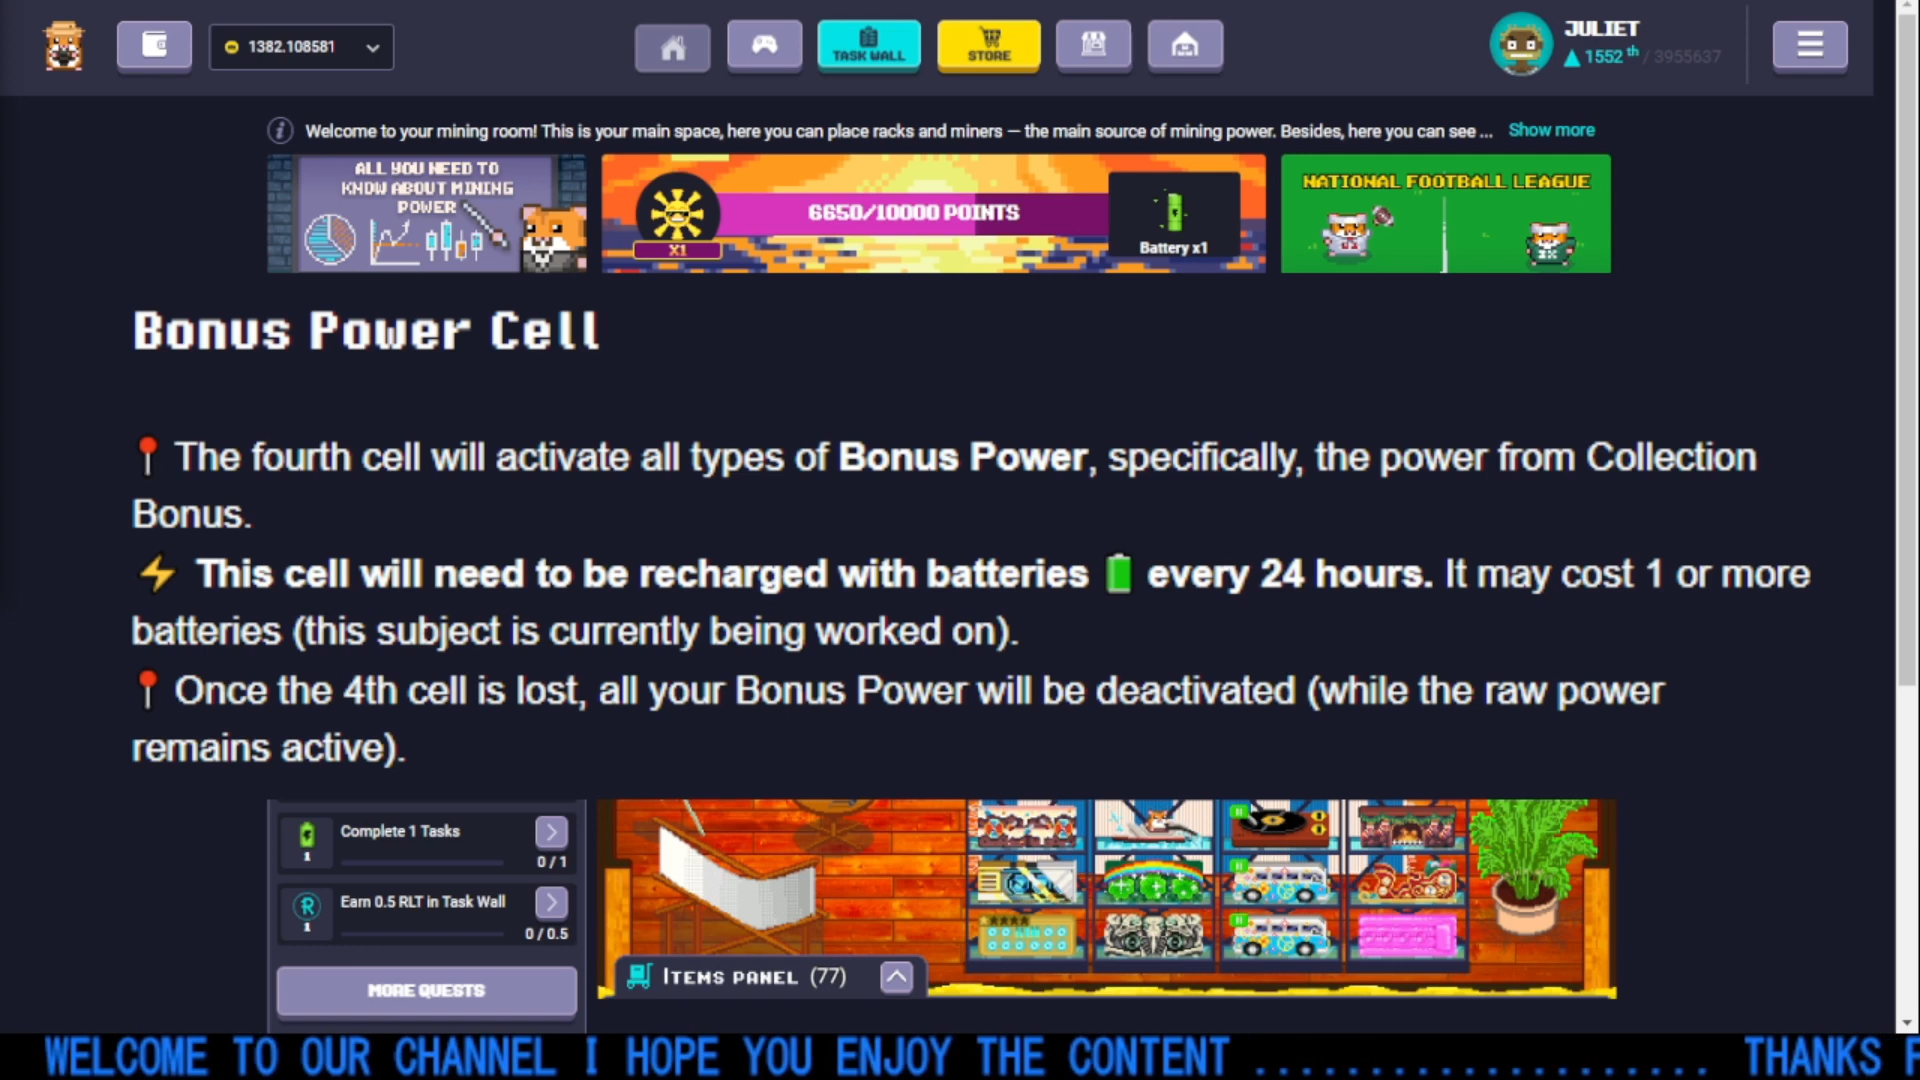 1382.108581
TASK WALL
STORE
JULIET
1552 th / 3955637
Welcome to your mining room! This is your main space, here you can place racks and miners — the main source of mining power. Besides, here you can see ... Show more
ALL YOU NEED TO
KNOW ABOUT MINING
POWER
X1
6650/10000 POINTS
Battery x1
NATIONAL FOOTBALL LEAGUE
Bonus Power Cell
📍 The fourth cell will activate all types of Bonus Power, specifically, the power from Collection
Bonus.
⚡ This cell will need to be recharged with batteries 🔋 every 24 hours. It may cost 1 or more
batteries (this subject is currently being worked on).
📍 Once the 4th cell is lost, all your Bonus Power will be deactivated (while the raw power
remains active).
1
Complete 1 Tasks
0 / 1
1
Earn 0.5 RLT in Task Wall
0 / 0.5
MORE QUESTS
ITEMS PANEL (77)
WELCOME TO OUR CHANNEL I HOPE YOU ENJOY THE CONTENT .................... THANKS F